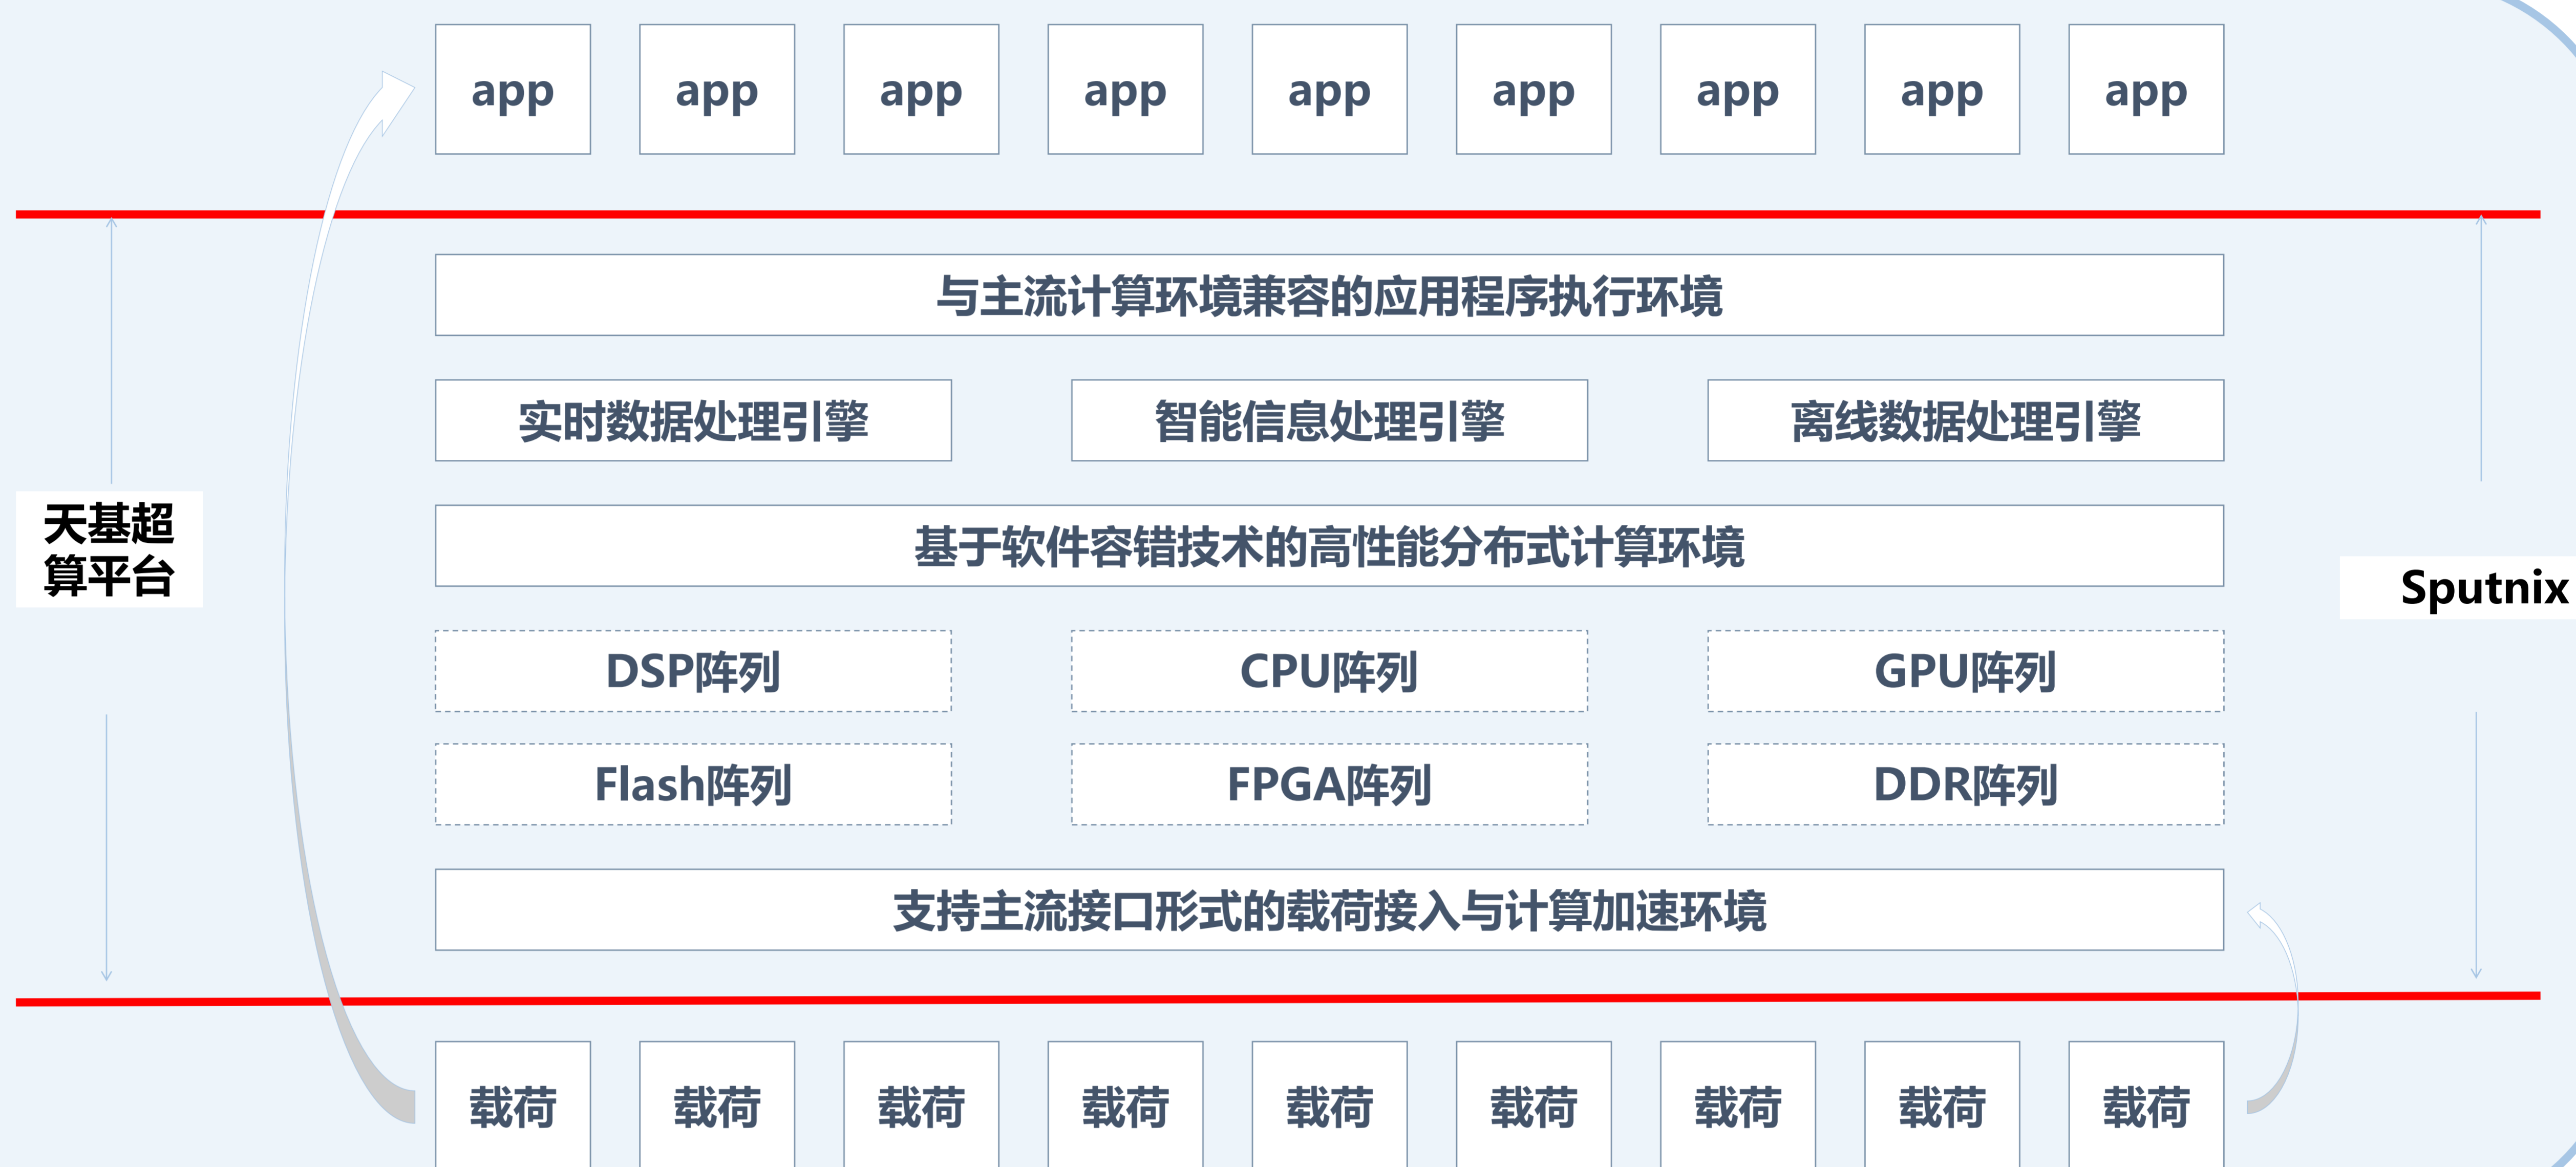 app app app app app app app app app
与主流计算环境兼容的应用程序执行环境
实时数据处理引擎 智能信息处理引擎 离线数据处理引擎
天基超
算平台
基于软件容错技术的高性能分布式计算环境
Sputnix
DSP阵列 CPU阵列 GPU阵列
Flash阵列 FPGA阵列 DDR阵列
支持主流接口形式的载荷接入与计算加速环境
载荷 载荷 载荷 载荷 载荷 载荷 载荷 载荷 载荷